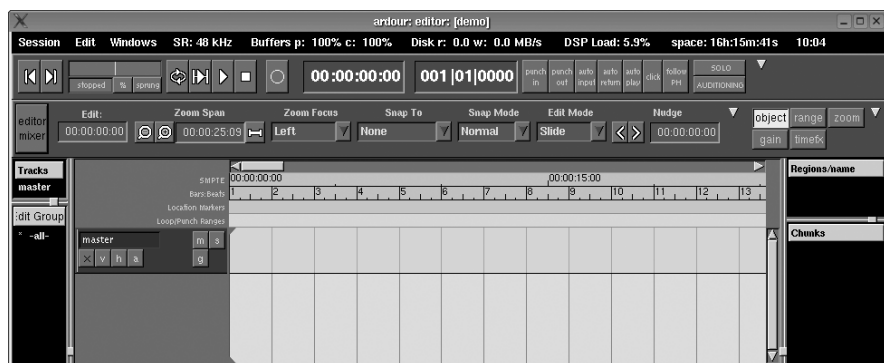 ardour: editor: [demo]
Session Edit Windows SR: 48 kHz Buffers p: 100% c: 100% Disk r: 0.0 w: 0.0 MB/s DSP Load: 5.9% space: 16h:15m:41s 10:04
stopped % sprung 00:00:00:00 001|01|0000 punch in punch out auto input auto return auto play click follow PH SOLO AUDITIONING
editor mixer
Edit: Zoom Span Zoom Focus Snap To Snap Mode Edit Mode Nudge
00:00:00:00 00:00:25:09 Left None Normal Slide 00:00:00:00
object range zoom
gain timefx
Tracks
master
Edit Group
× -all-
SMPTE 00:00:00:00 00:00:15:00
Bars:Beats 1 2 3 4 5 6 7 8 9 10 11 12 13
Location Markers
Loop/Punch Ranges
master m s
× v h a g
Regions/name
Chunks